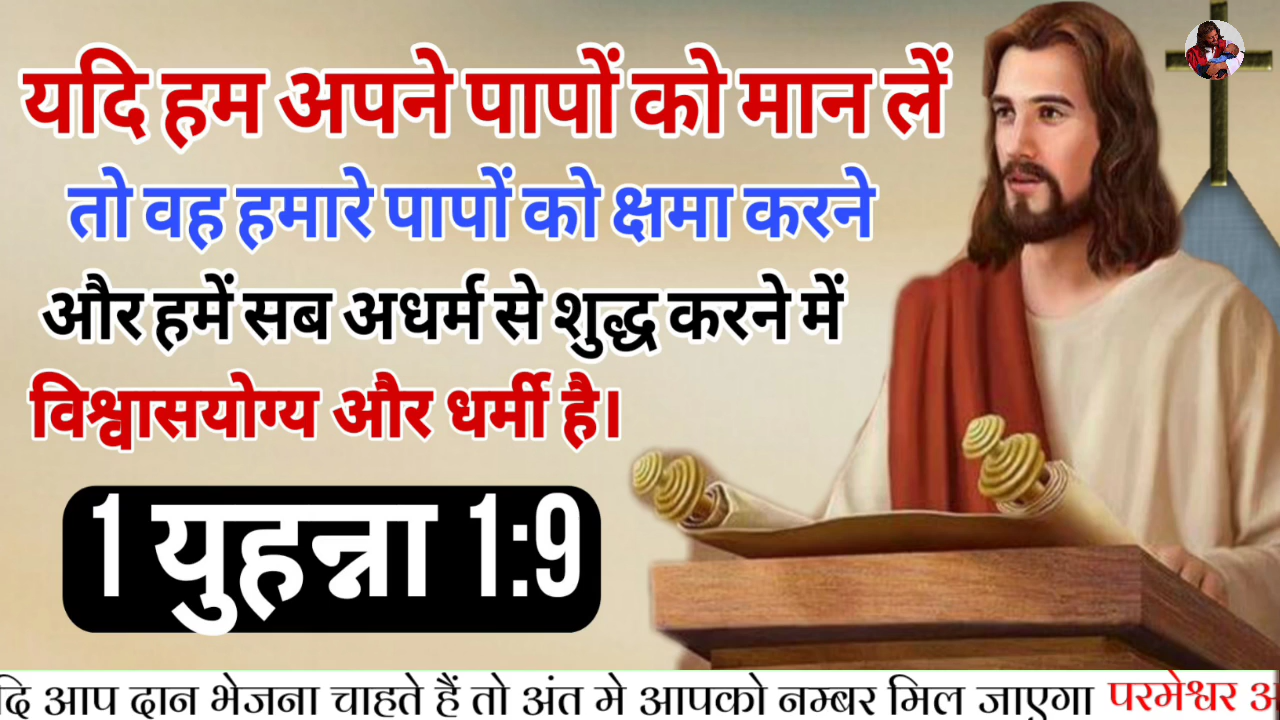 यदि हम अपने पापों को मान लें
तो वह हमारे पापों को क्षमा करने
और हमें सब अधर्म से शुद्ध करने में
विश्वासयोग्य और धर्मी है।
1 युहन्ना 1:9
आप दान भेजना चाहते हैं तो अंत मे आपको नम्बर मिल जाएगा परमेश्वर